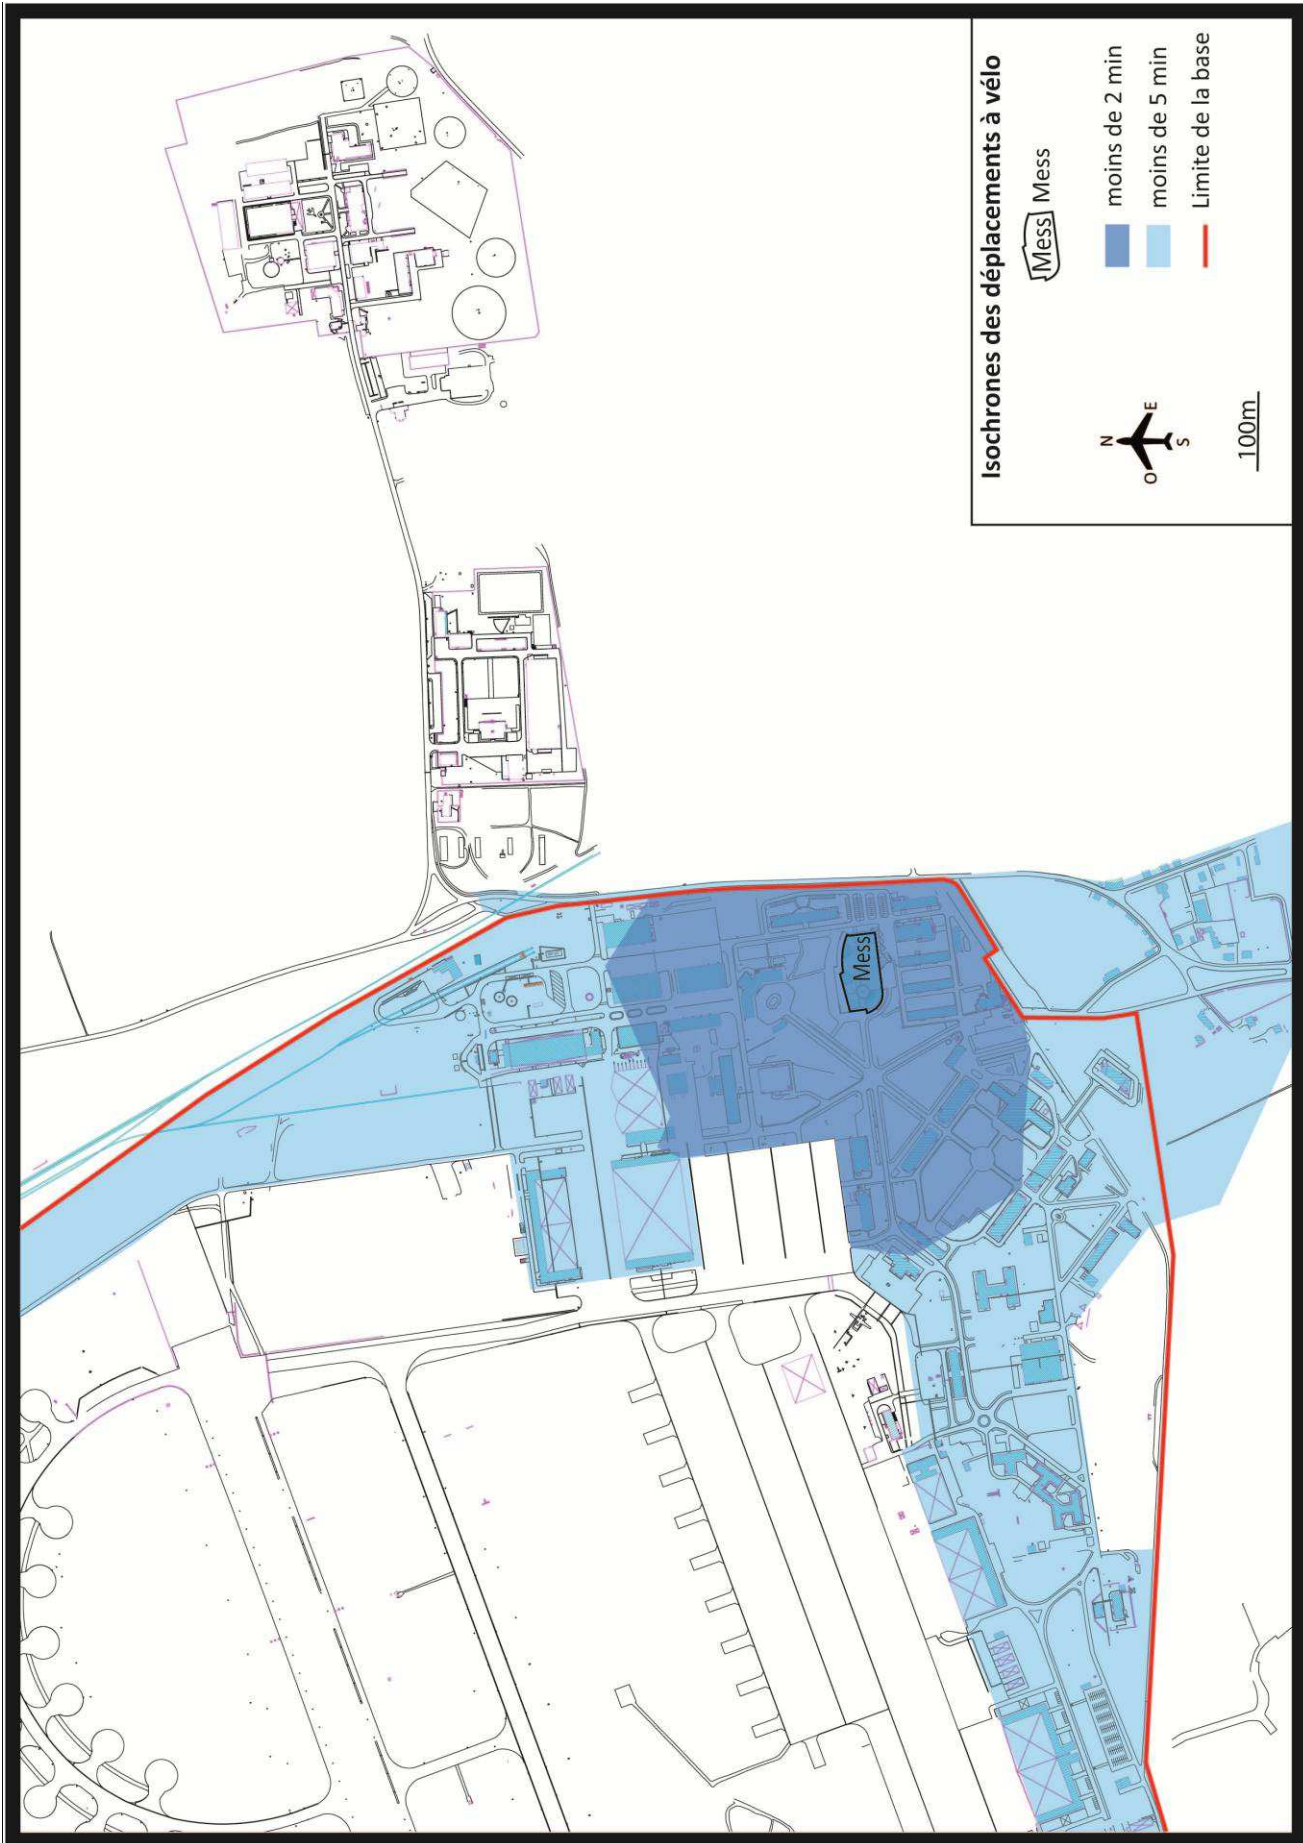 Isochrones des déplacements à vélo
Mess Mess
moins de 2 min
moins de 5 min
Limite de la base
N
O E
S
100m
Mess